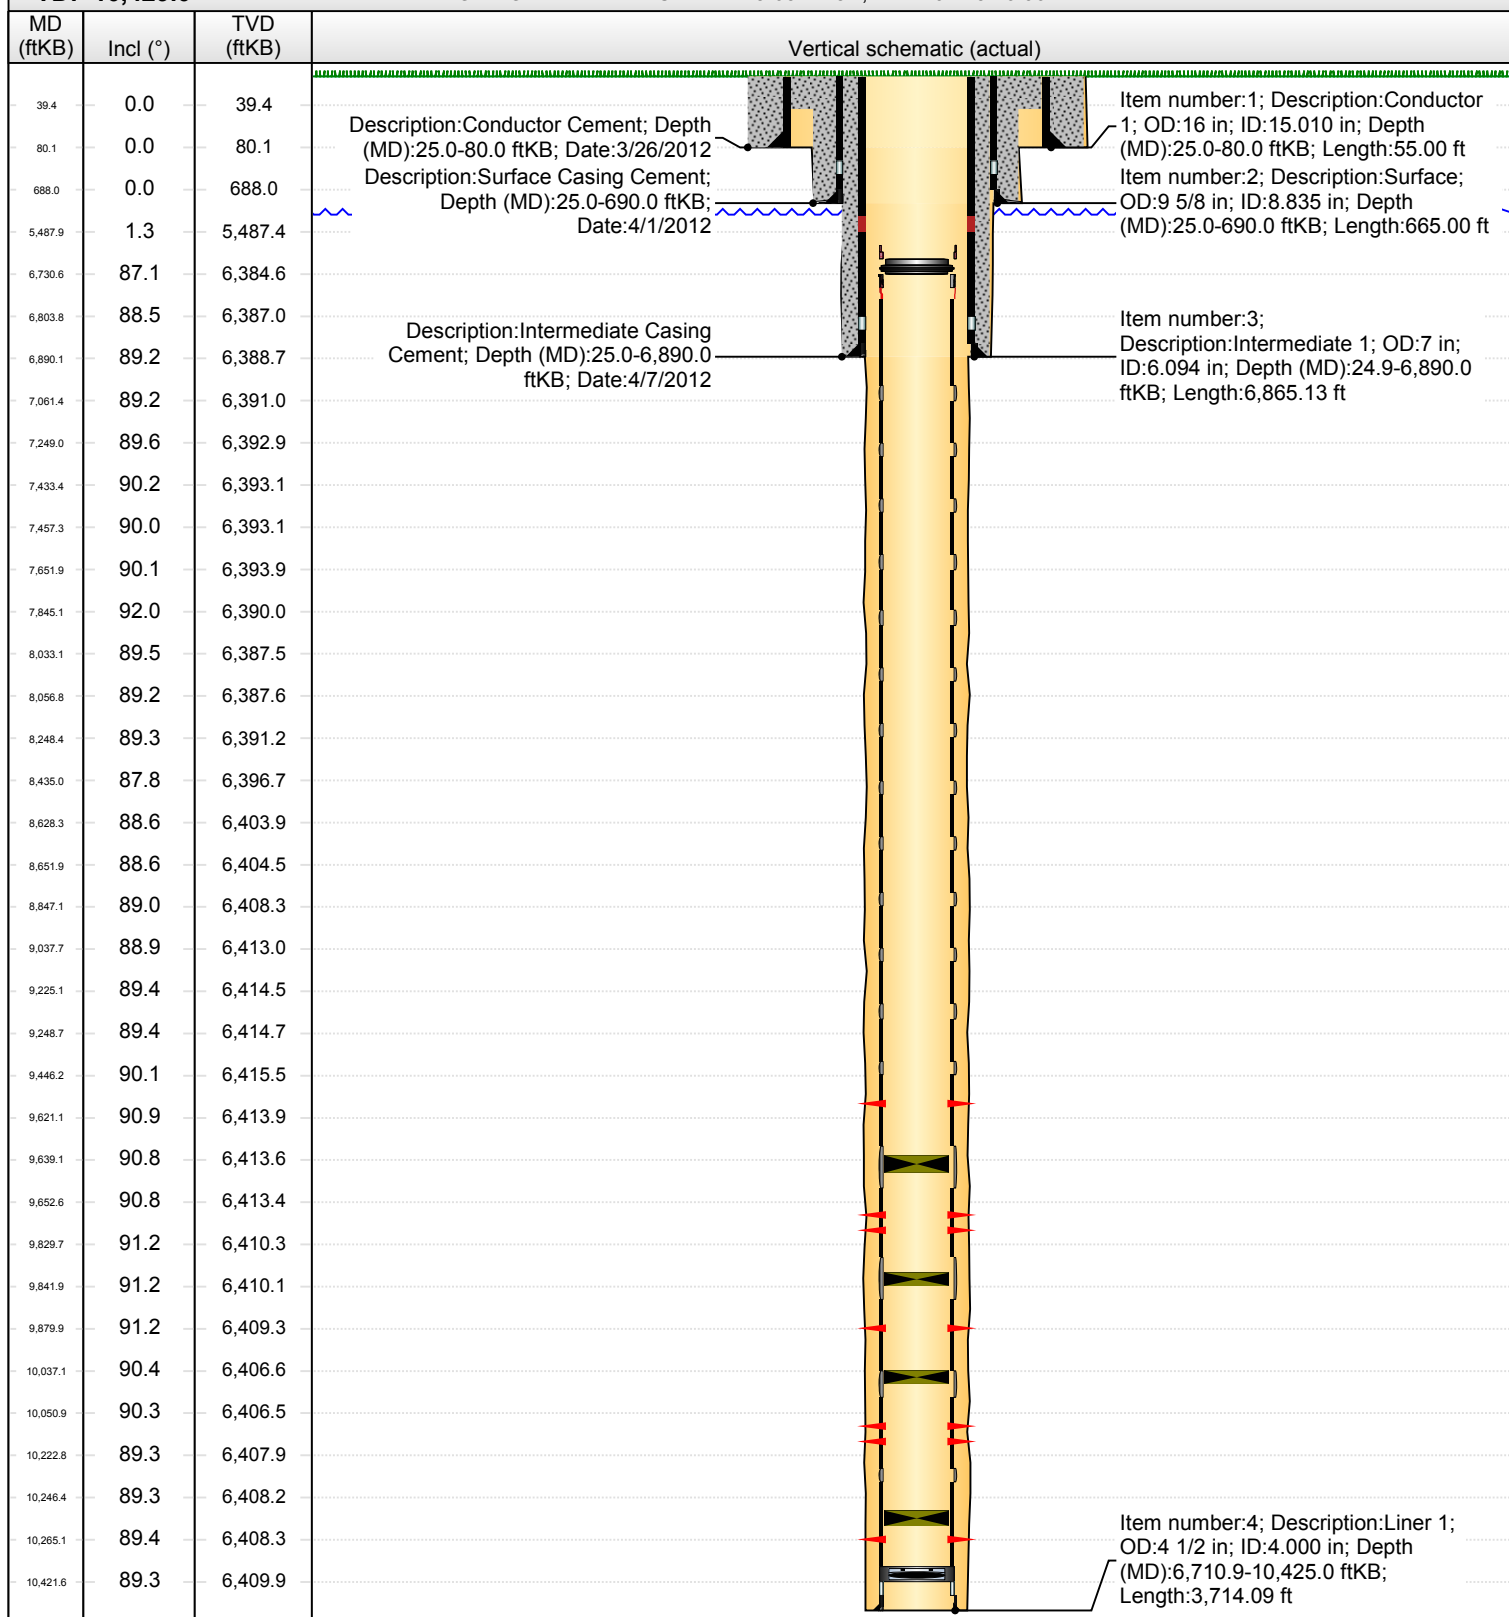 MD
(ftKB)
Incl (°)
TVD
(ftKB)
Vertical schematic (actual)
39.4 0.0 39.4
80.1 0.0 80.1
688.0 0.0 688.0
5,487.9 1.3 5,487.4
6,730.6 87.1 6,384.6
6,803.8 88.5 6,387.0
6,890.1 89.2 6,388.7
7,061.4 89.2 6,391.0
7,249.0 89.6 6,392.9
7,433.4 90.2 6,393.1
7,457.3 90.0 6,393.1
7,651.9 90.1 6,393.9
7,845.1 92.0 6,390.0
8,033.1 89.5 6,387.5
8,056.8 89.2 6,387.6
8,248.4 89.3 6,391.2
8,435.0 87.8 6,396.7
8,628.3 88.6 6,403.9
8,651.9 88.6 6,404.5
8,847.1 89.0 6,408.3
9,037.7 88.9 6,413.0
9,225.1 89.4 6,414.5
9,248.7 89.4 6,414.7
9,446.2 90.1 6,415.5
9,621.1 90.9 6,413.9
9,639.1 90.8 6,413.6
9,652.6 90.8 6,413.4
9,829.7 91.2 6,410.3
9,841.9 91.2 6,410.1
9,879.9 91.2 6,409.3
10,037.1 90.4 6,406.6
10,050.9 90.3 6,406.5
10,222.8 89.3 6,407.9
10,246.4 89.3 6,408.2
10,265.1 89.4 6,408.3
10,421.6 89.3 6,409.9
Description:Conductor Cement; Depth
(MD):25.0-80.0 ftKB; Date:3/26/2012
Description:Surface Casing Cement;
Depth (MD):25.0-690.0 ftKB;
Date:4/1/2012
Description:Intermediate Casing
Cement; Depth (MD):25.0-6,890.0
ftKB; Date:4/7/2012
Item number:1; Description:Conductor
1; OD:16 in; ID:15.010 in; Depth
(MD):25.0-80.0 ftKB; Length:55.00 ft
Item number:2; Description:Surface;
OD:9 5/8 in; ID:8.835 in; Depth
(MD):25.0-690.0 ftKB; Length:665.00 ft
Item number:3;
Description:Intermediate 1; OD:7 in;
ID:6.094 in; Depth (MD):24.9-6,890.0
ftKB; Length:6,865.13 ft
Item number:4; Description:Liner 1;
OD:4 1/2 in; ID:4.000 in; Depth
(MD):6,710.9-10,425.0 ftKB;
Length:3,714.09 ft